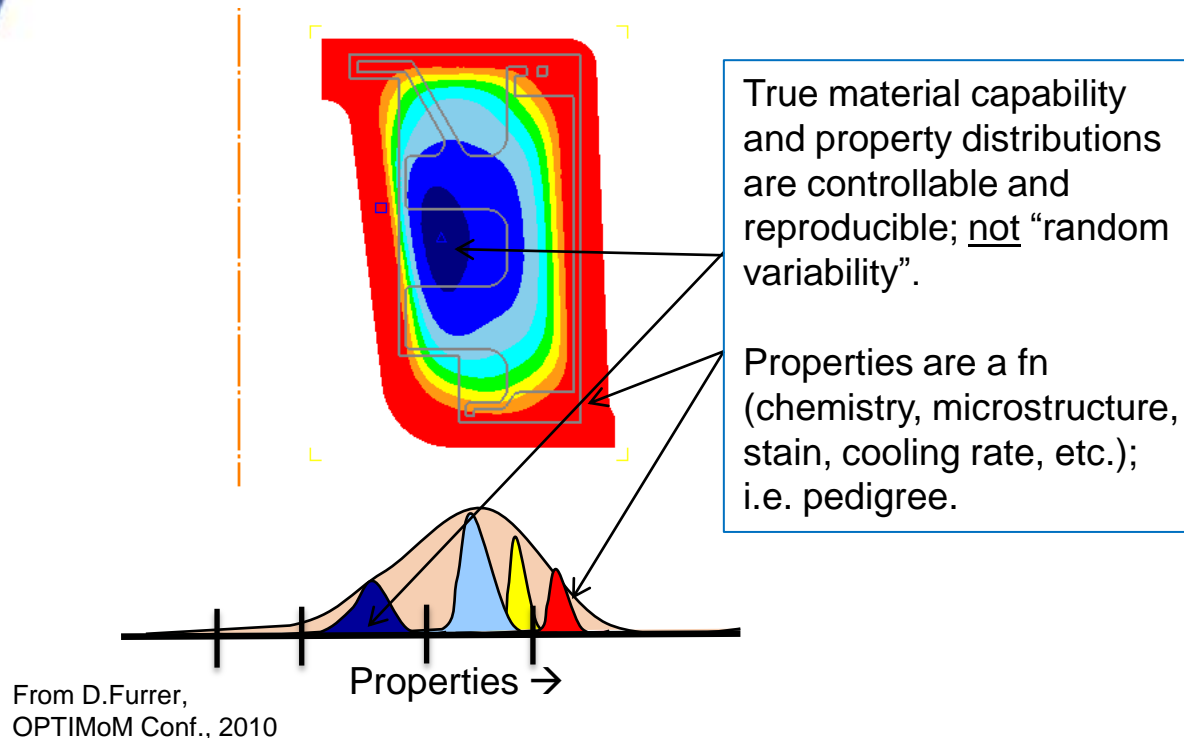 True material capability
and property distributions
are controllable and
reproducible; not “random
variability”.
Properties are a fn
(chemistry, microstructure,
stain, cooling rate, etc.);
i.e. pedigree.
Properties →
From D.Furrer,
OPTIMoM Conf., 2010